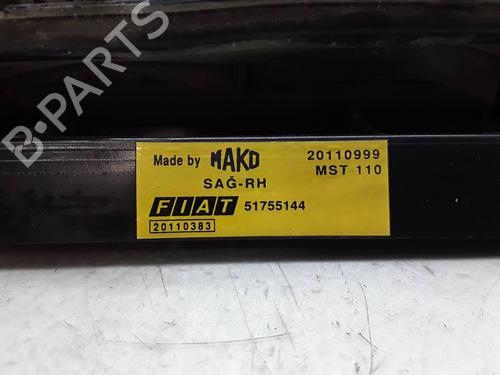 B-PARTS
Made by MAKO 20110999
MST 110
SAĞ-RH
FIAT 51755144
20110383